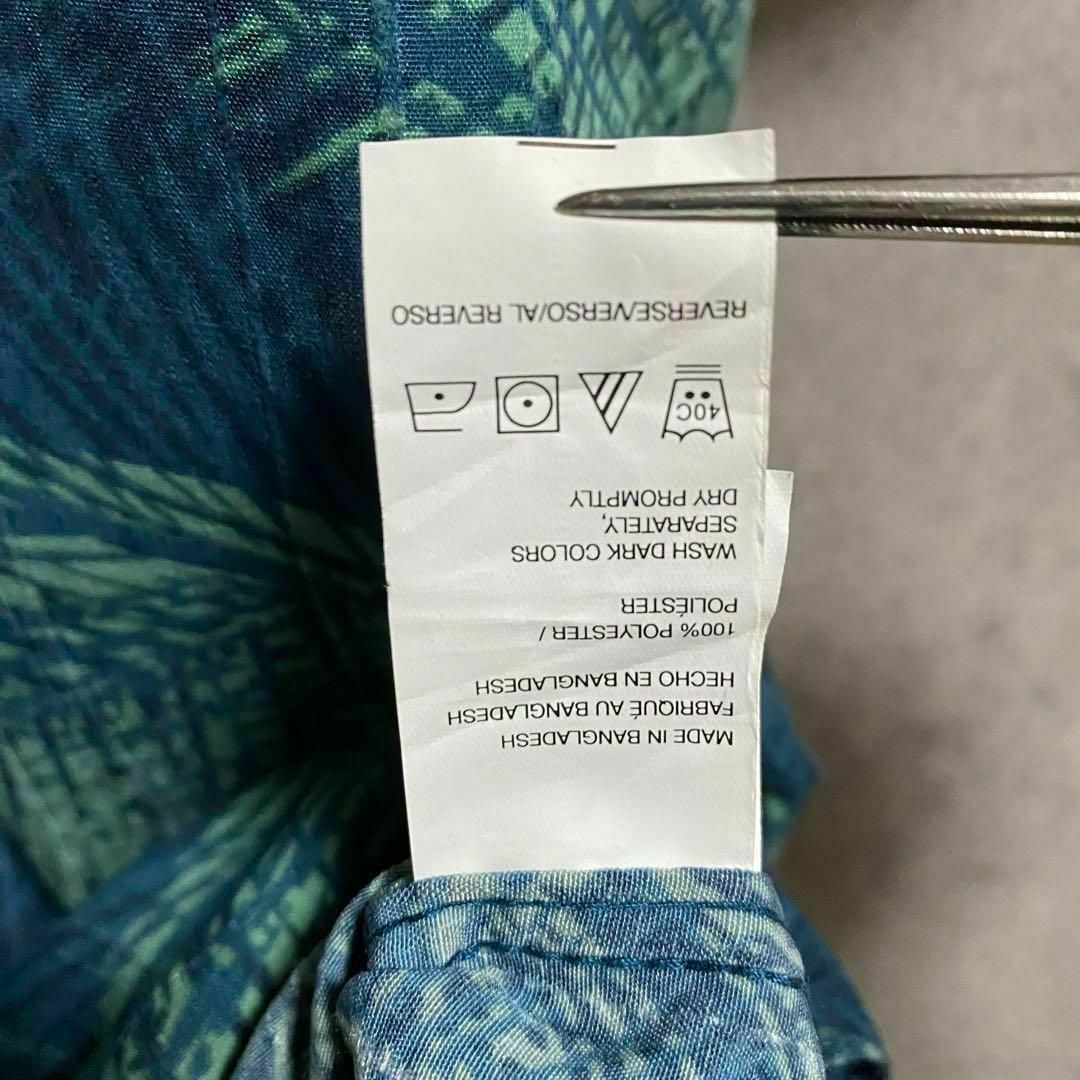 MADE IN BANGLADESH
FABRIQUÉ AU BANGLADESH
HECHO EN BANGLADESH
100% POLYESTER /
POLIÉSTER
WASH DARK COLORS
SEPARATELY,
DRY PROMPTLY
40C
REVERSE/VERSO/AL REVERSO